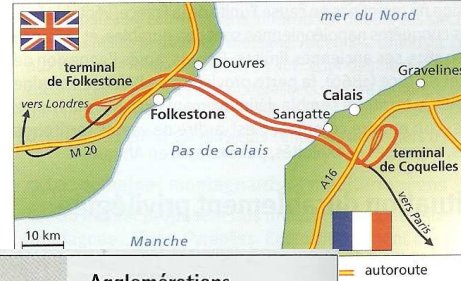 mer du Nord
terminal
de Folkestone
Douvres
Gravelines
vers Londres
Calais
Folkestone
Sangatte
M 20
Pas de Calais
terminal
de Coquelles
A16
vers Paris
10 km
Manche
autoroute
Agglomérations